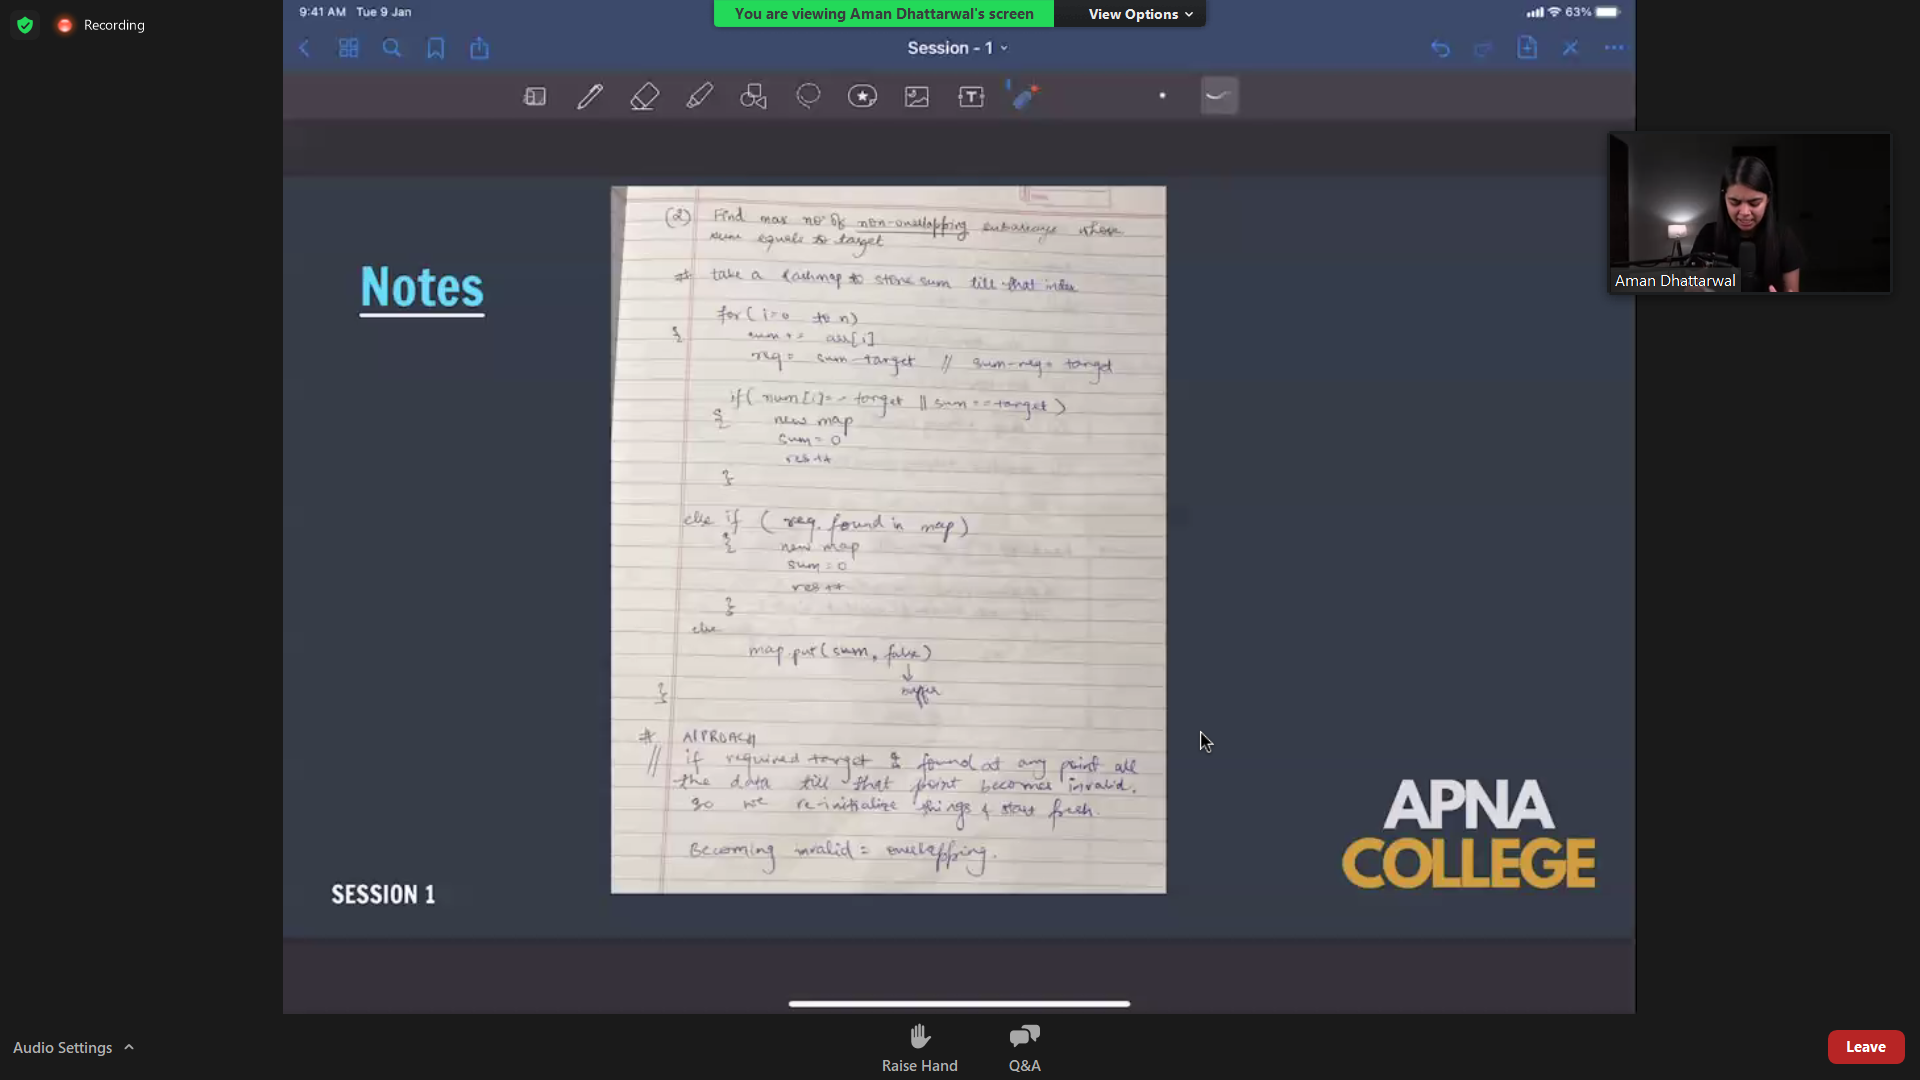 Recording
9:41 AM Tue 9 Jan
You are viewing Aman Dhattarwal's screen
View Options
63%
Session - 1
Notes
(2) Find max no. of non-overlapping subarrays whose
sum equals to target
# take a hashmap to store sum till that index
for ( i=0 to n)
{ sum += arr[i]
req = sum-target // sum-req = target
if ( num[i]== target || sum == target )
{ new map
sum = 0
res ++
}
else if ( req. found in map)
{ new map
sum = 0
res ++
}
else
map.put(sum, false)
↓
buffer
}
# APPROACH
// if required target is found at any point all
the data till that point becomes invalid.
so we re-initialize things & start fresh.
Becoming invalid = overlapping.
APNA
COLLEGE
SESSION 1
Aman Dhattarwal
Audio Settings
Raise Hand
Q&A
Leave